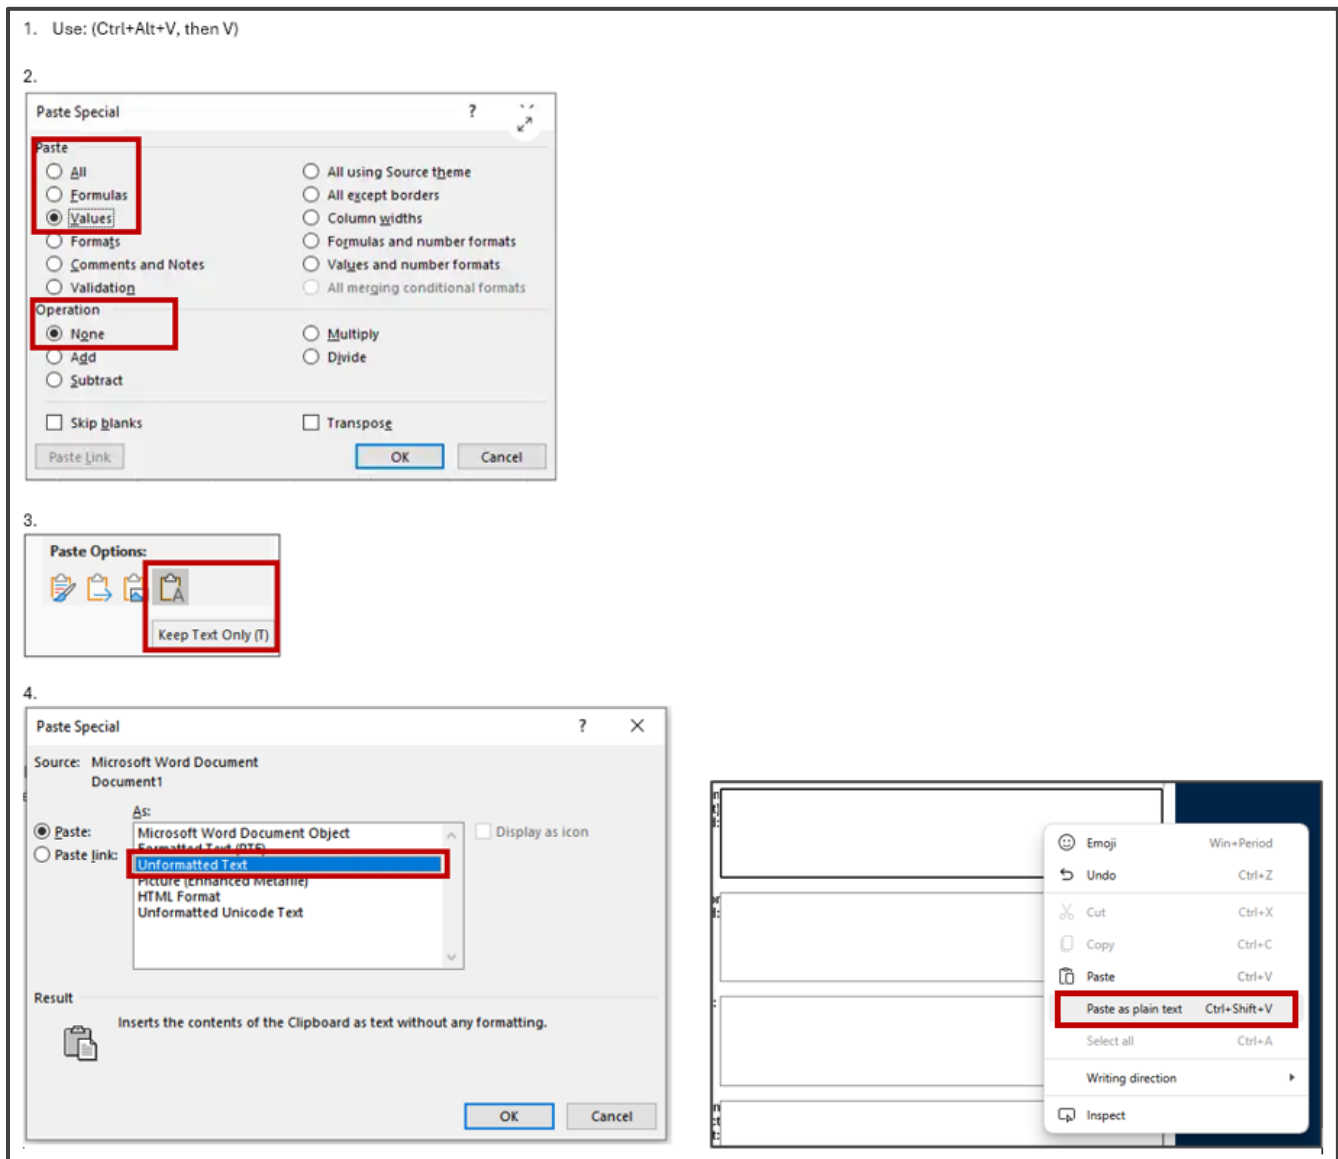 1. Use: (Ctrl+Alt+V, then V)
2.
Paste Special ?
Paste
All
Formulas
Values
Formats
Comments and Notes
Validation
All using Source theme
All except borders
Column widths
Formulas and number formats
Values and number formats
All merging conditional formats
Operation
None
Add
Subtract
Multiply
Divide
Skip blanks
Transpose
Paste Link OK Cancel
3.
Paste Options:
Keep Text Only (T)
4.
Paste Special ?
Source: Microsoft Word Document
Document1
As:
Paste:
Paste link:
Microsoft Word Document Object
Formatted Text (RTF)
Unformatted Text
Picture (Enhanced Metafile)
HTML Format
Unformatted Unicode Text
Display as icon
Result
Inserts the contents of the Clipboard as text without any formatting.
OK Cancel
Emoji Win+Period
Undo Ctrl+Z
Cut Ctrl+X
Copy Ctrl+C
Paste Ctrl+V
Paste as plain text Ctrl+Shift+V
Select all Ctrl+A
Writing direction
Inspect